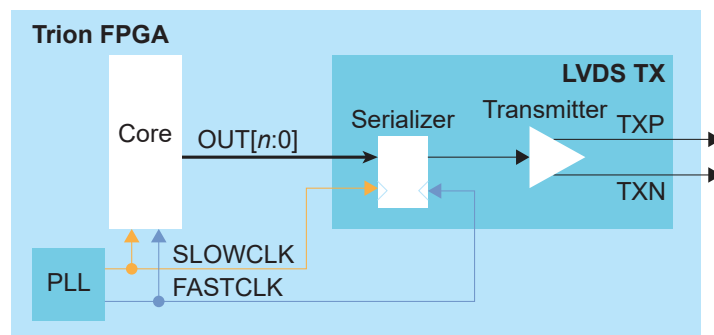 Trion FPGA
LVDS TX
Core
OUT[n:0]
Serializer
Transmitter
TXP
TXN
SLOWCLK
PLL
FASTCLK